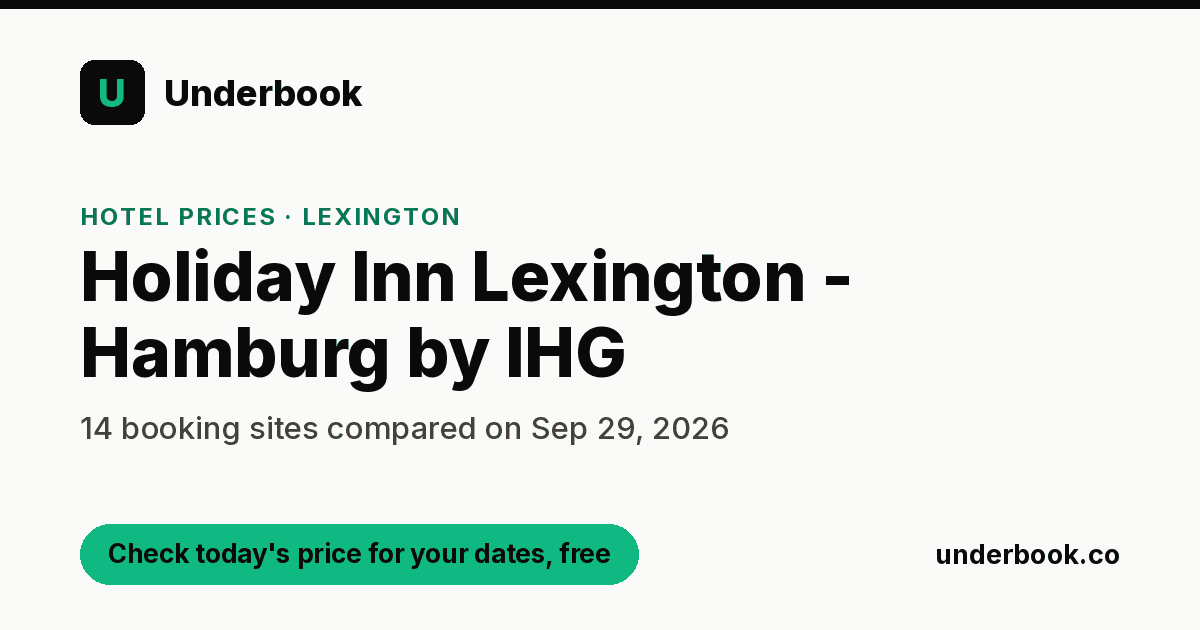 U Underbook
HOTEL PRICES · LEXINGTON
Holiday Inn Lexington -
Hamburg by IHG
14 booking sites compared on Sep 29, 2026
Check today's price for your dates, free
underbook.co